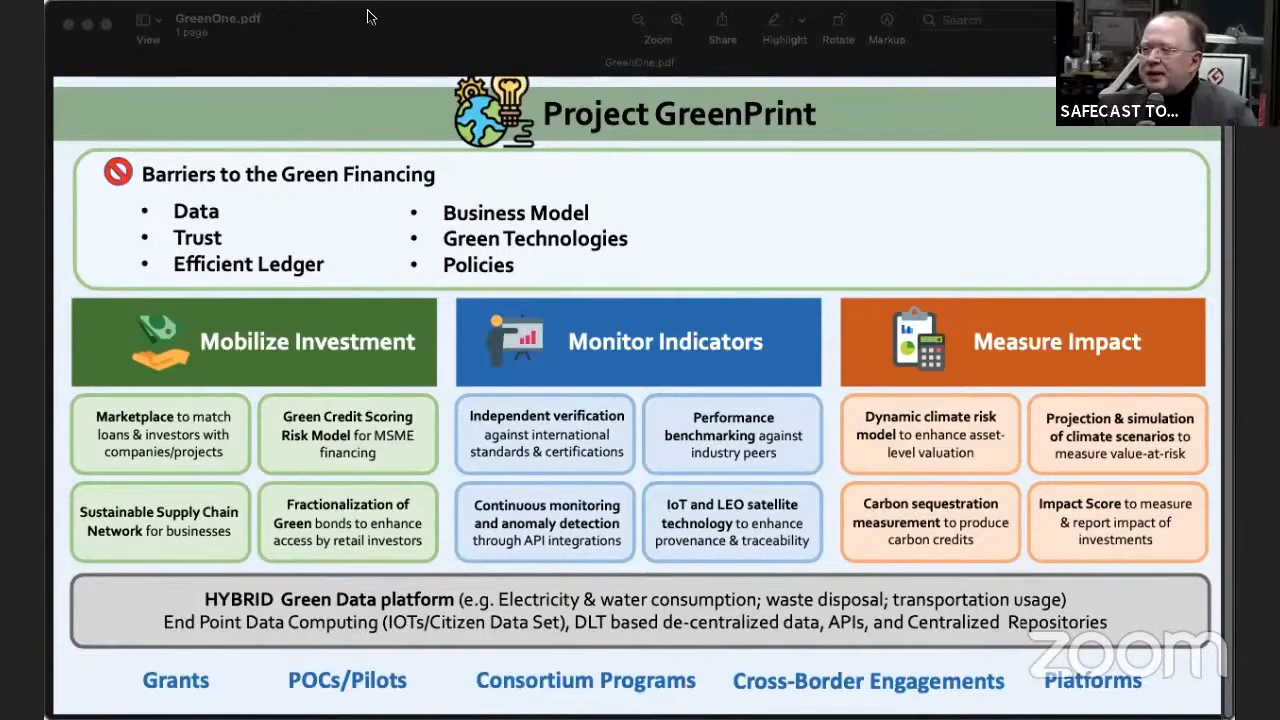 GreenOne.pdf
1 page
View
Zoom
Share
Highlight
Rotate
Markup
Search
GreenOne.pdf
SAFECAST TO...
Project GreenPrint
Barriers to the Green Financing
• Data
• Trust
• Efficient Ledger
• Business Model
• Green Technologies
• Policies
Mobilize Investment
Marketplace to match
loans & investors with
companies/projects
Green Credit Scoring
Risk Model for MSME
financing
Sustainable Supply Chain
Network for businesses
Fractionalization of
Green bonds to enhance
access by retail investors
Monitor Indicators
Independent verification
against international
standards & certifications
Performance
benchmarking against
industry peers
Continuous monitoring
and anomaly detection
through API integrations
IoT and LEO satellite
technology to enhance
provenance & traceability
Measure Impact
Dynamic climate risk
model to enhance asset-
level valuation
Projection & simulation
of climate scenarios to
measure value-at-risk
Carbon sequestration
measurement to produce
carbon credits
Impact Score to measure
& report impact of
investments
HYBRID Green Data platform (e.g. Electricity & water consumption; waste disposal; transportation usage)
End Point Data Computing (IOTs/Citizen Data Set), DLT based de-centralized data, APIs, and Centralized Repositories
Grants
POCs/Pilots
Consortium Programs
Cross-Border Engagements
Platforms
zoom